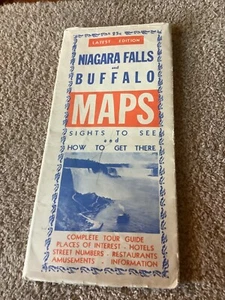 LATEST EDITION
NIAGARA FALLS
and
BUFFALO
MAPS
SIGHTS TO SEE
and
HOW TO GET THERE
COMPLETE TOUR GUIDE
PLACES OF INTEREST - HOTELS
STREET NUMBERS - RESTAURANTS
AMUSEMENTS - INFORMATION